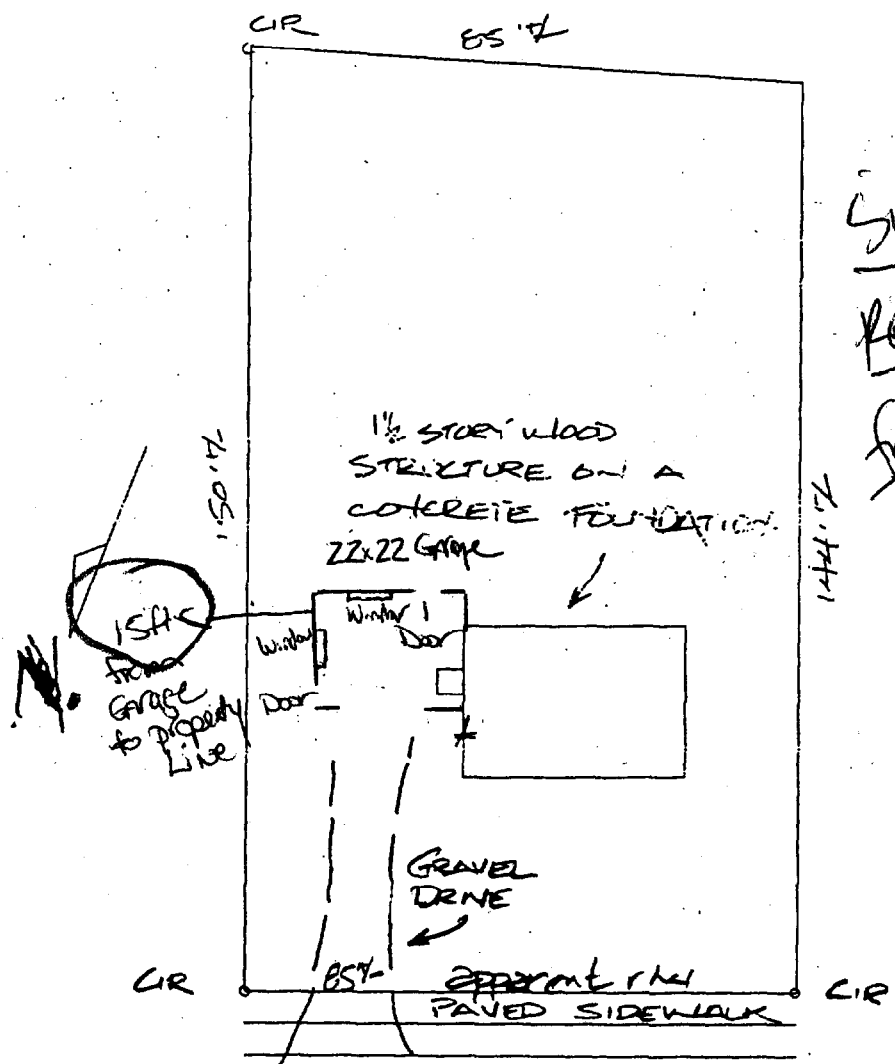 CIR
85'±
150'±
144'±
1½ STORY WOOD
STRUCTURE ON A
CONCRETE FOUNDATION
22x22 Garage
Window
Door
Window
Door
15ft
from
Garage
to Property
Line
N.
GRAVEL
DRIVE
CIR
85'±
apparent r/w
CIR
PAVED SIDEWALK